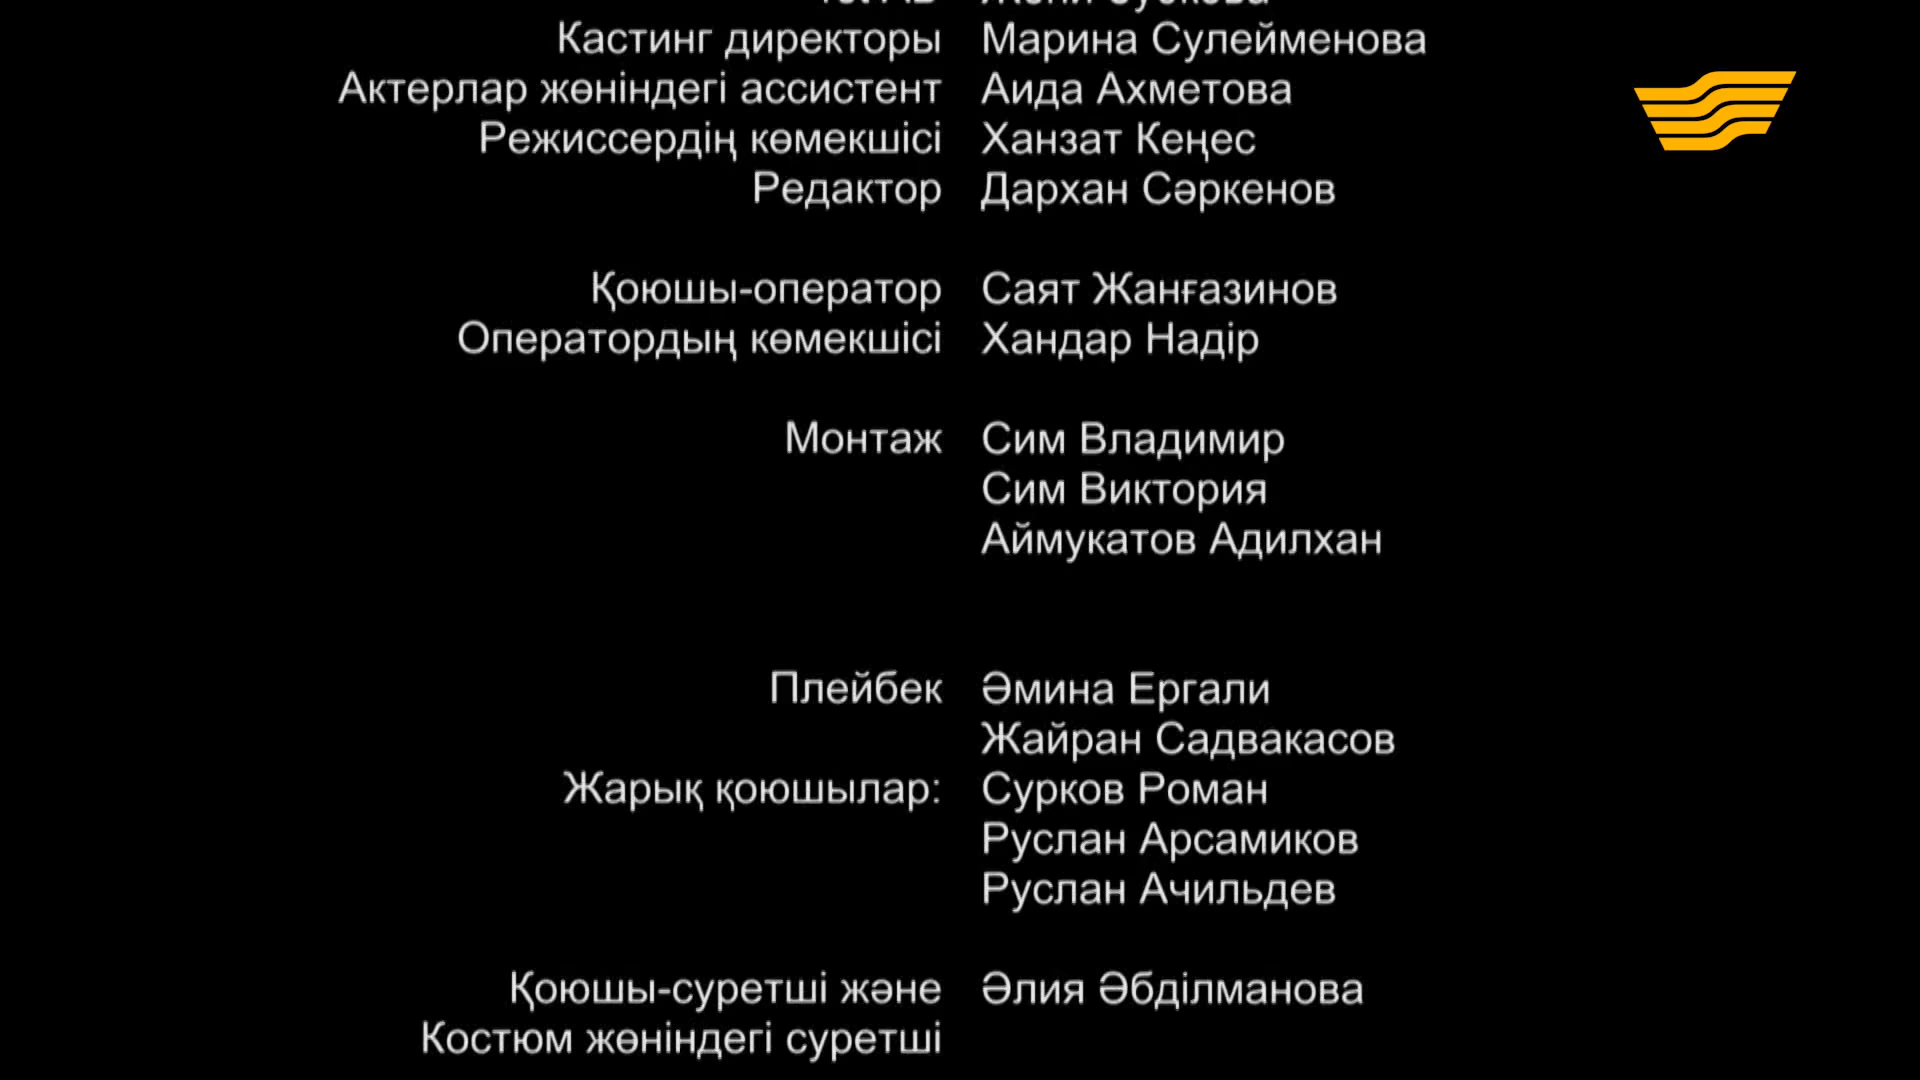 Кастинг директоры Марина Сулейменова
Актерлар жөніндегі ассистент Аида Ахметова
Режиссердің көмекшісі Ханзат Кеңес
Редактор Дархан Сәркенов
Қоюшы-оператор Саят Жанғазинов
Оператордың көмекшісі Хандар Надір
Монтаж Сим Владимир
Сим Виктория
Аймукатов Адилхан
Плейбек Әмина Ергали
Жайран Садвакасов
Жарық қоюшылар: Сурков Роман
Руслан Арсамиков
Руслан Ачильдев
Қоюшы-суретші және Әлия Әбділманова
Костюм жөніндегі суретші